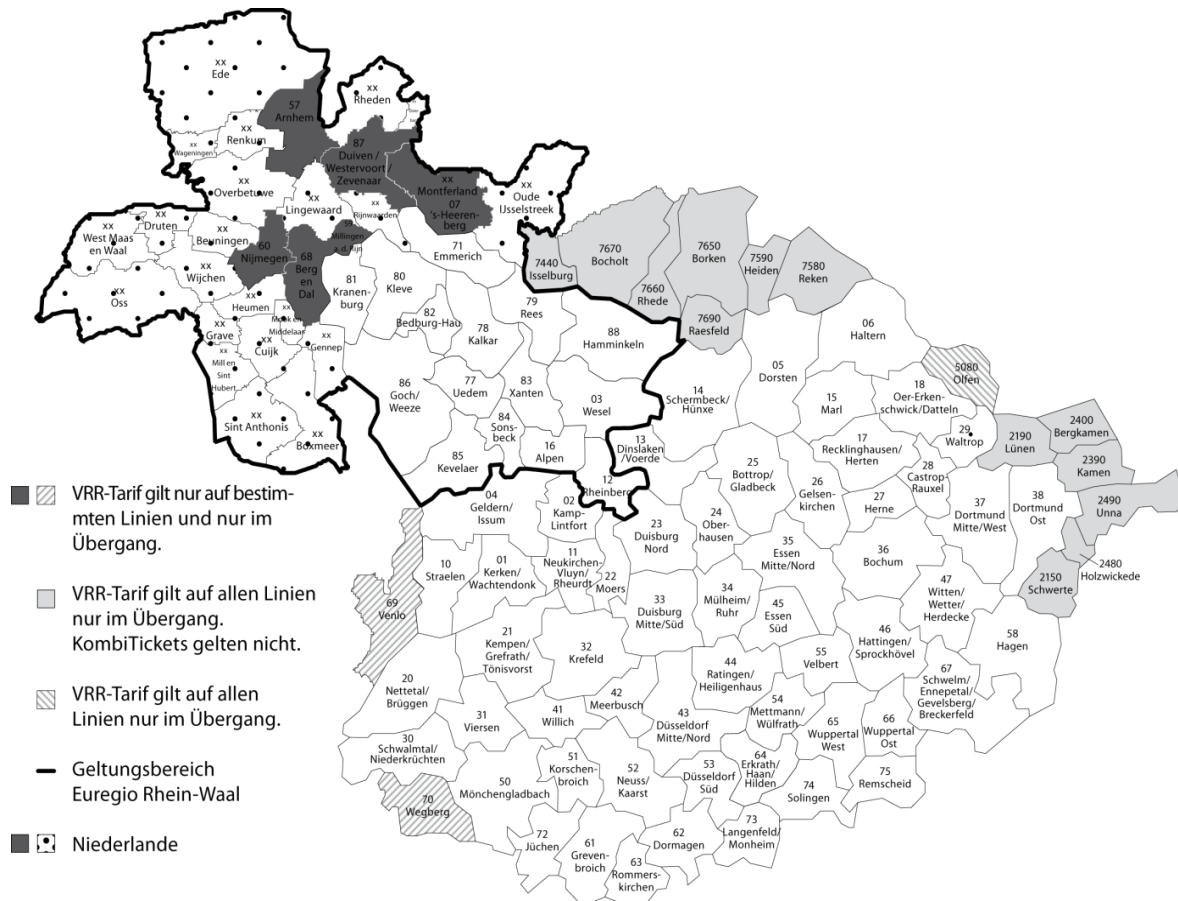 xx
Ede
57
Arnhem
xx
Rheden
xx
Renkum
xx
Wageningen
87
Duiven /
Westervoort /
Zevenaar
xx
Montferland
07
's-Heeren-
berg
xx
Oude
IJsselstreek
xx
Overbetuwe
xx
Lingewaard
xx
Rijnwaarden
59
Millingen
a. d. Rijn
xx
Druten
xx
West Maas
en Waal
xx
Beuningen
60
Nijmegen
68
Berg
en
Dal
xx
Wijchen
xx
Oss
xx
Heumen
xx
Mook en
Middelaar
xx
Grave
xx
Cuijk
xx
Gennep
xx
Mill en
Sint
Hubert
xx
Sint Anthonis
xx
Boxmeer
71
Emmerich
81
Kranen-
burg
80
Kleve
82
Bedburg-Hau
79
Rees
78
Kalkar
88
Hamminkeln
86
Goch/
Weeze
77
Uedem
83
Xanten
03
Wesel
84
Sons-
beck
85
Kevelaer
16
Alpen
12
Rheinberg
13
Dinslaken
/Voerde
7440
Isselburg
7670
Bocholt
7650
Borken
7660
Rhede
7590
Heiden
7580
Reken
7690
Raesfeld
06
Haltern
05
Dorsten
14
Schermbeck/
Hünxe
5080
Olfen
15
Marl
18
Oer-Erken-
schwick/Datteln
29
Waltrop
17
Recklinghausen/
Herten
28
Castrop-
Rauxel
2190
Lünen
2400
Bergkamen
2390
Kamen
2490
Unna
2480
Holzwickede
2150
Schwerte
25
Bottrop/
Gladbeck
26
Gelsen-
kirchen
27
Herne
37
Dortmund
Mitte/West
38
Dortmund
Ost
04
Geldern/
Issum
02
Kamp-
Lintfort
23
Duisburg
Nord
24
Ober-
hausen
35
Essen
Mitte/Nord
36
Bochum
10
Straelen
01
Kerken/
Wachtendonk
11
Neukirchen-
Vluyn/
Rheurdt
22
Moers
33
Duisburg
Mitte/Süd
34
Mülheim/
Ruhr
45
Essen
Süd
47
Witten/
Wetter/
Herdecke
46
Hattingen/
Sprockhövel
58
Hagen
69
Venlo
21
Kempen/
Grefrath/
Tönisvorst
32
Krefeld
44
Ratingen/
Heiligenhaus
55
Velbert
67
Schwelm/
Ennepetal/
Gevelsberg/
Breckerfeld
20
Nettetal/
Brüggen
31
Viersen
41
Willich
42
Meerbusch
43
Düsseldorf
Mitte/Nord
54
Mettmann/
Wülfrath
65
Wuppertal
West
66
Wuppertal
Ost
30
Schwalmtal/
Niederkrüchten
50
Mönchengladbach
51
Korschen-
broich
52
Neuss/
Kaarst
53
Düsseldorf
Süd
64
Erkrath/
Haan/
Hilden
74
Solingen
75
Remscheid
70
Wegberg
72
Jüchen
61
Greven-
broich
62
Dormagen
63
Rommers-
kirchen
73
Langenfeld/
Monheim
VRR-Tarif gilt nur auf bestim-
mten Linien und nur im
Übergang.
VRR-Tarif gilt auf allen Linien
nur im Übergang.
KombiTickets gelten nicht.
VRR-Tarif gilt auf allen
Linien nur im Übergang.
Geltungsbereich
Euregio Rhein-Waal
Niederlande